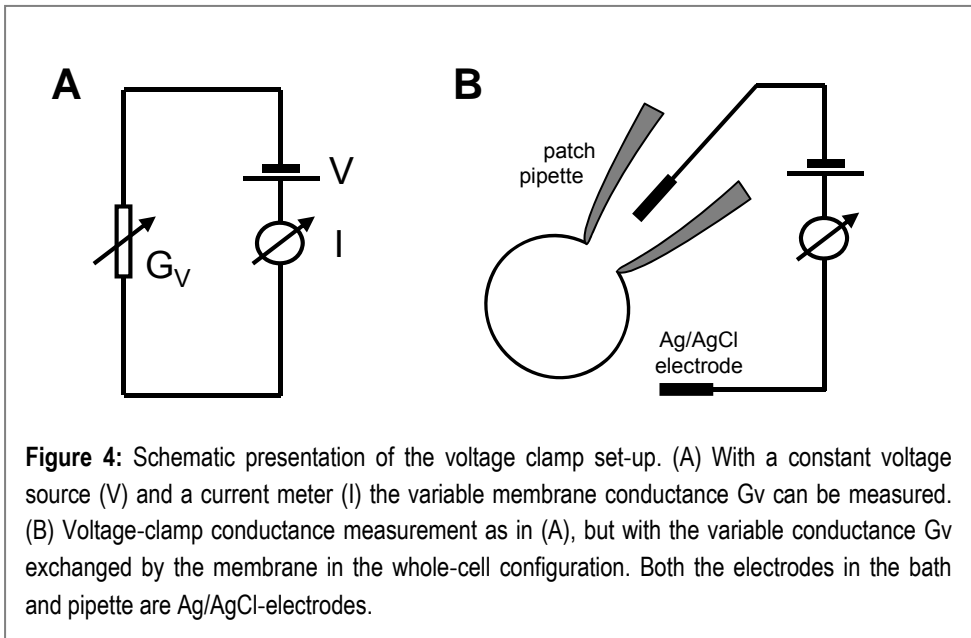 A
V
I
GV
B
patch
pipette
Ag/AgCl
electrode
Figure 4: Schematic presentation of the voltage clamp set-up. (A) With a constant voltage
source (V) and a current meter (I) the variable membrane conductance Gv can be measured.
(B) Voltage-clamp conductance measurement as in (A), but with the variable conductance Gv
exchanged by the membrane in the whole-cell configuration. Both the electrodes in the bath
and pipette are Ag/AgCl-electrodes.